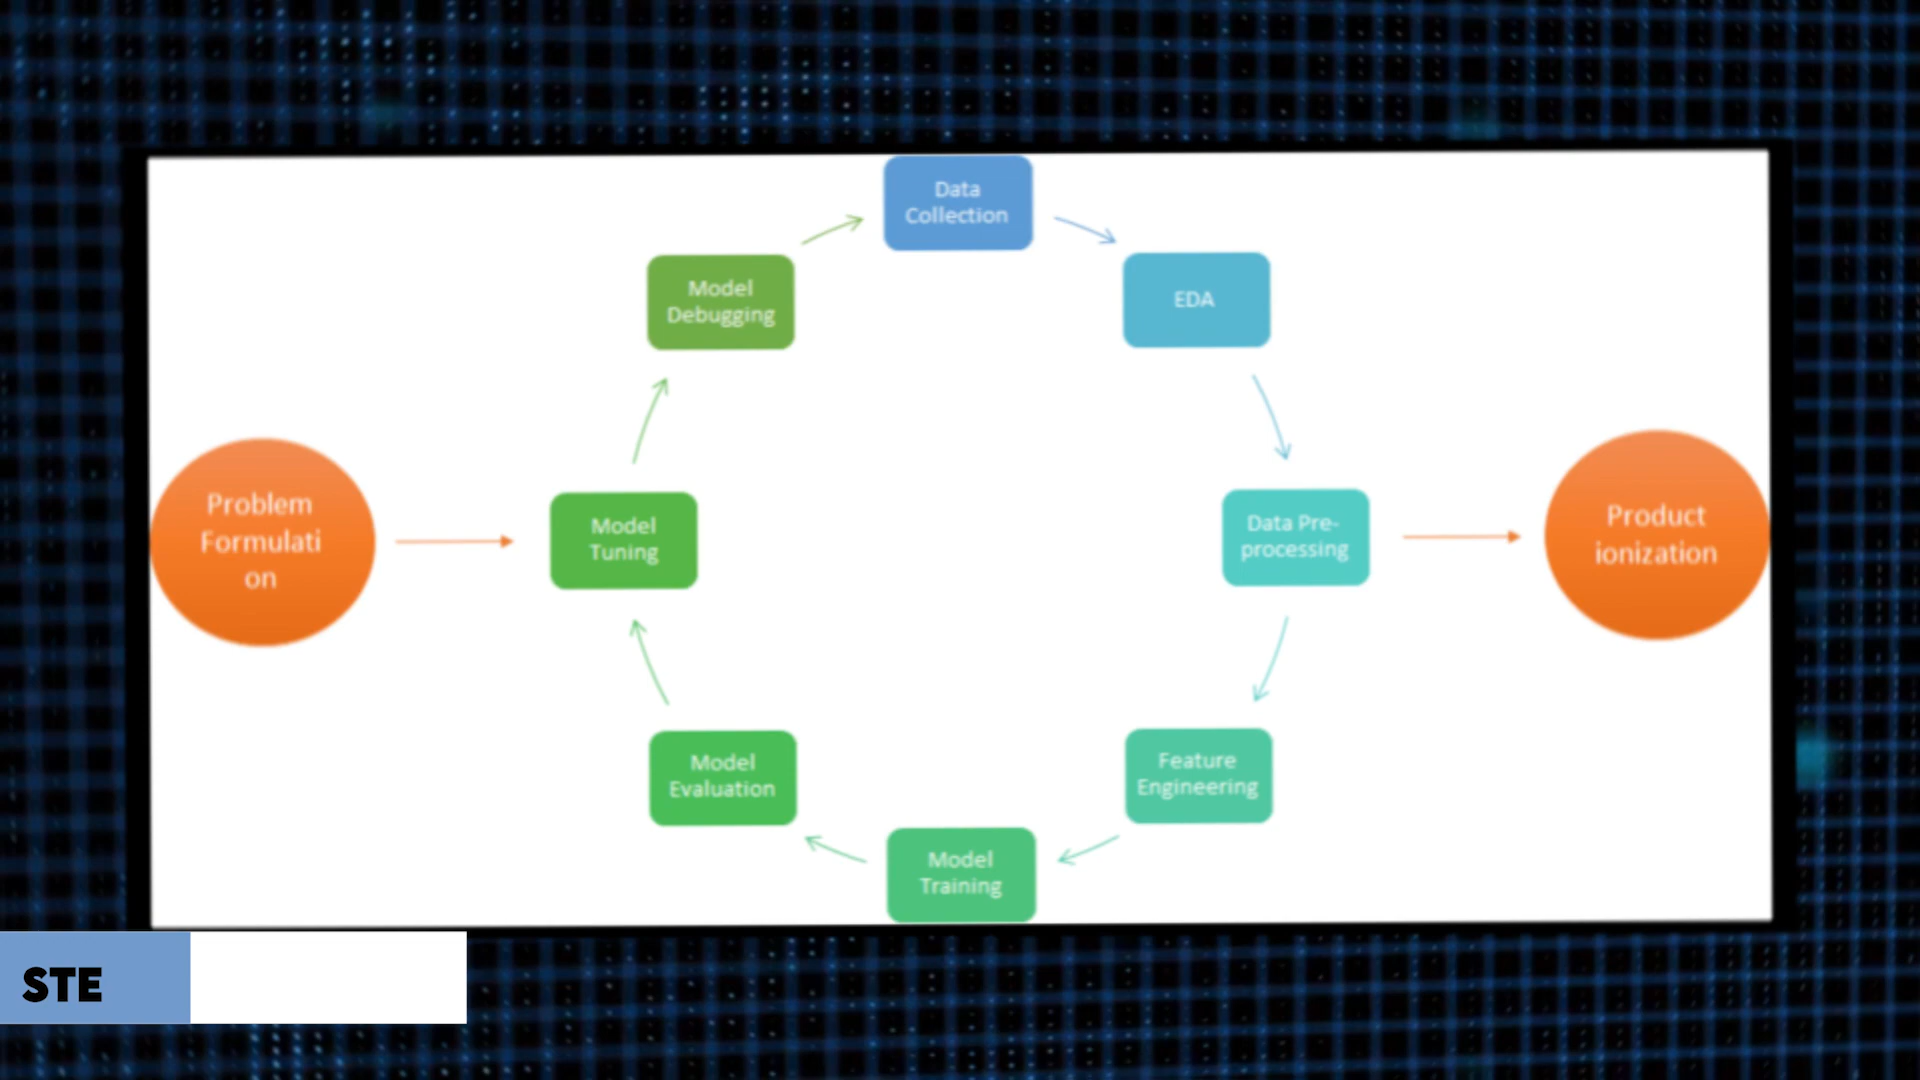 Data
Collection
Model
Debugging
EDA
Problem
Formulati
on
Model
Tuning
Data Pre-
processing
Product
ionization
Model
Evaluation
Feature
Engineering
Model
Training
STE